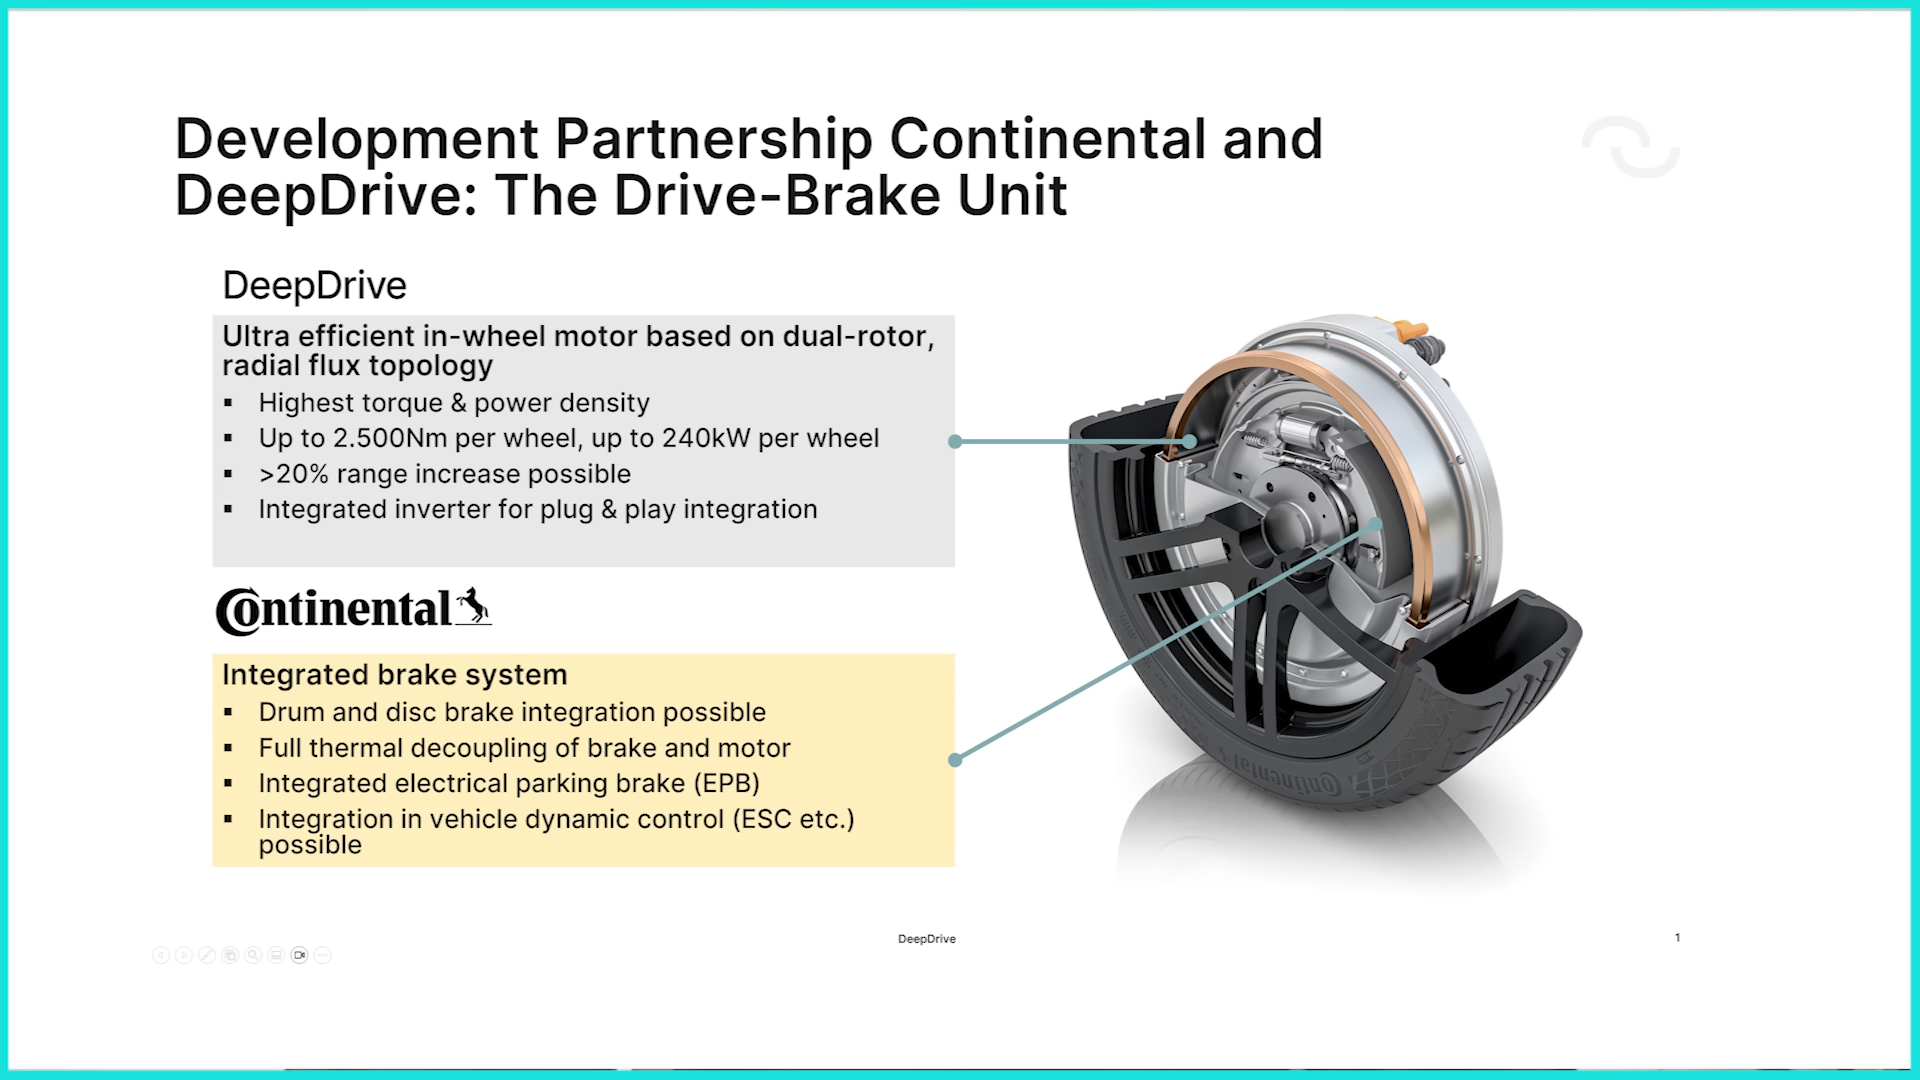 Development Partnership Continental and
DeepDrive: The Drive-Brake Unit
DeepDrive
Ultra efficient in-wheel motor based on dual-rotor,
radial flux topology
▪ Highest torque & power density
▪ Up to 2.500Nm per wheel, up to 240kW per wheel
▪ >20% range increase possible
▪ Integrated inverter for plug & play integration
Continental
Integrated brake system
▪ Drum and disc brake integration possible
▪ Full thermal decoupling of brake and motor
▪ Integrated electrical parking brake (EPB)
▪ Integration in vehicle dynamic control (ESC etc.)
possible
Continental
DeepDrive
1